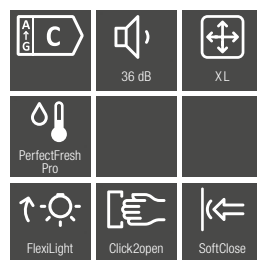 A
G
C
36 dB
XL
PerfectFresh
Pro
FlexiLight
Click2open
SoftClose